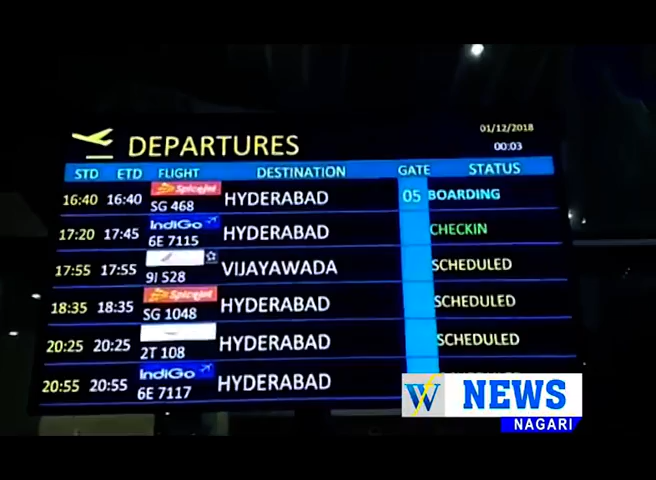 01/12/2018
DEPARTURES
00:03
STD ETD FLIGHT DESTINATION GATE STATUS
16:40 16:40 SpiceJet SG 468 HYDERABAD 05 BOARDING
17:20 17:45 IndiGo 6E 7115 HYDERABAD CHECKIN
17:55 17:55 9I 528 VIJAYAWADA SCHEDULED
18:35 18:35 SpiceJet SG 1048 HYDERABAD SCHEDULED
20:25 20:25 2T 108 HYDERABAD SCHEDULED
20:55 20:55 IndiGo 6E 7117 HYDERABAD
W NEWS
NAGARI